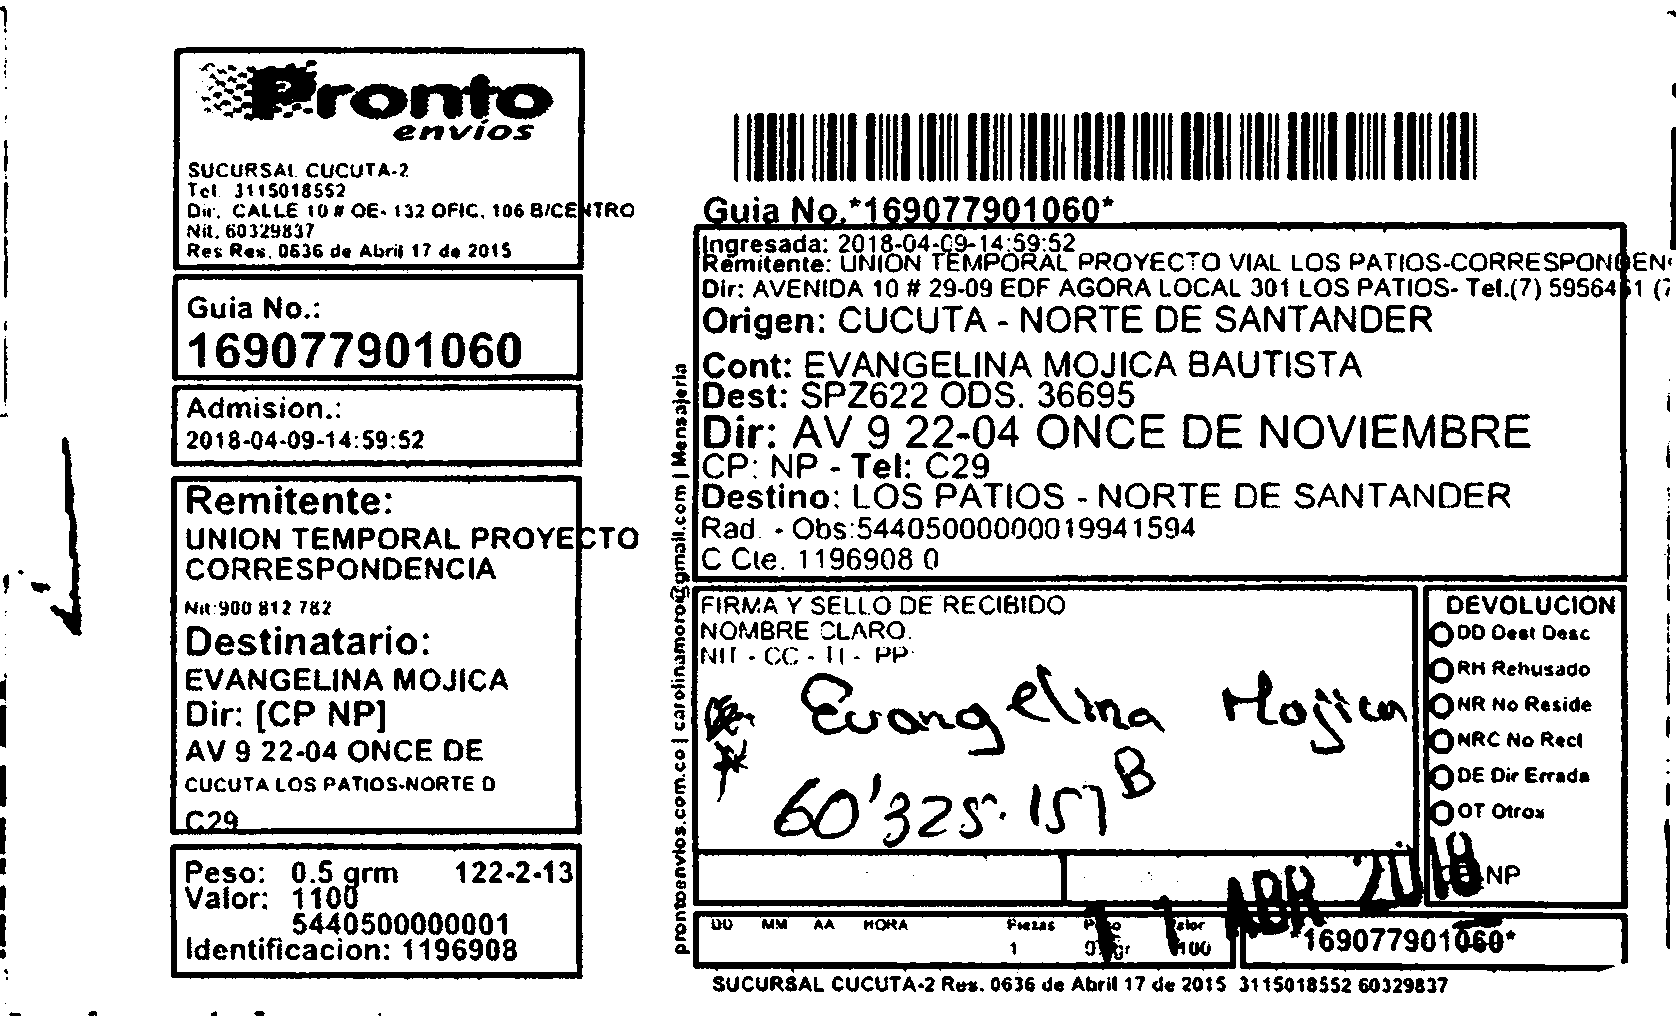 Pronto
envíos
SUCURSAL CUCUTA-2
Tel. 3115018552
Dir. CALLE 10 # OE- 132 OFIC. 106 B/CENTRO
Nit. 60329837
Res Res. 0636 de Abril 17 de 2015
Guia No.:
169077901060
Admision.:
2018-04-09-14:59:52
Remitente:
UNION TEMPORAL PROYECTO
CORRESPONDENCIA
Nit:900 812 782
Destinatario:
EVANGELINA MOJICA
Dir: [CP NP]
AV 9 22-04 ONCE DE
CUCUTA LOS PATIOS-NORTE D
C29
Peso: 0.5 grm 122-2-13
Valor: 1100
5440500000001
Identificacion: 1196908
prontoenvios.com.co | carolinamoro@gmail.com | Mensajeria
Guia No.*169077901060*
Ingresada: 2018-04-09-14:59:52
Remitente: UNION TEMPORAL PROYECTO VIAL LOS PATIOS-CORRESPONDEN
Dir: AVENIDA 10 # 29-09 EDF AGORA LOCAL 301 LOS PATIOS- Tel.(7) 5956461 (7
Origen: CUCUTA - NORTE DE SANTANDER
Cont: EVANGELINA MOJICA BAUTISTA
Dest: SPZ622 ODS. 36695
Dir: AV 9 22-04 ONCE DE NOVIEMBRE
CP: NP - Tel: C29
Destino: LOS PATIOS - NORTE DE SANTANDER
Rad. - Obs:544050000000019941594
C Cte. 1196908 0
FIRMA Y SELLO DE RECIBIDO
NOMBRE CLARO.
NIT - CC - TI - PP
Evangelina Mojica
B
60'325.157
DEVOLUCION
DD Dest Desc
RH Rehusado
NR No Reside
NRC No Recl
DE Dir Errada
OT Otros
NP
11 ABR 2018
DD MM AA HORA Piezas Peso Valor
1 1100
*169077901060*
SUCURSAL CUCUTA-2 Res. 0636 de Abril 17 de 2015 3115018552 60329837